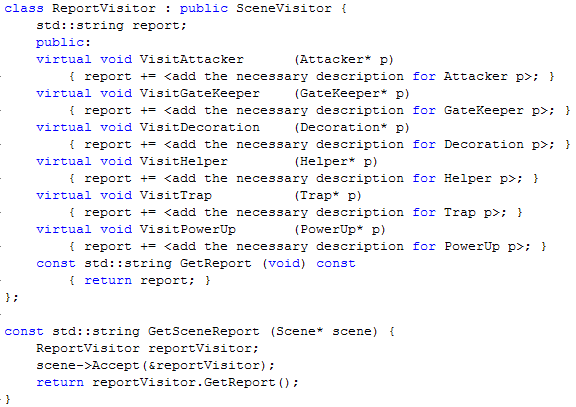 class ReportVisitor : public SceneVisitor {
    std::string report;
    public:
    virtual void VisitAttacker      (Attacker* p)
        { report += <add the necessary description for Attacker p>; }
    virtual void VisitGateKeeper    (GateKeeper* p)
        { report += <add the necessary description for GateKeeper p>; }
    virtual void VisitDecoration    (Decoration* p)
        { report += <add the necessary description for Decoration p>; }
    virtual void VisitHelper        (Helper* p)
        { report += <add the necessary description for Helper p>; }
    virtual void VisitTrap          (Trap* p)
        { report += <add the necessary description for Trap p>; }
    virtual void VisitPowerUp       (PowerUp* p)
        { report += <add the necessary description for PowerUp p>; }
    const std::string GetReport (void) const
        { return report; }
};

const std::string GetSceneReport (Scene* scene) {
    ReportVisitor reportVisitor;
    scene->Accept(&reportVisitor);
    return reportVisitor.GetReport();
}